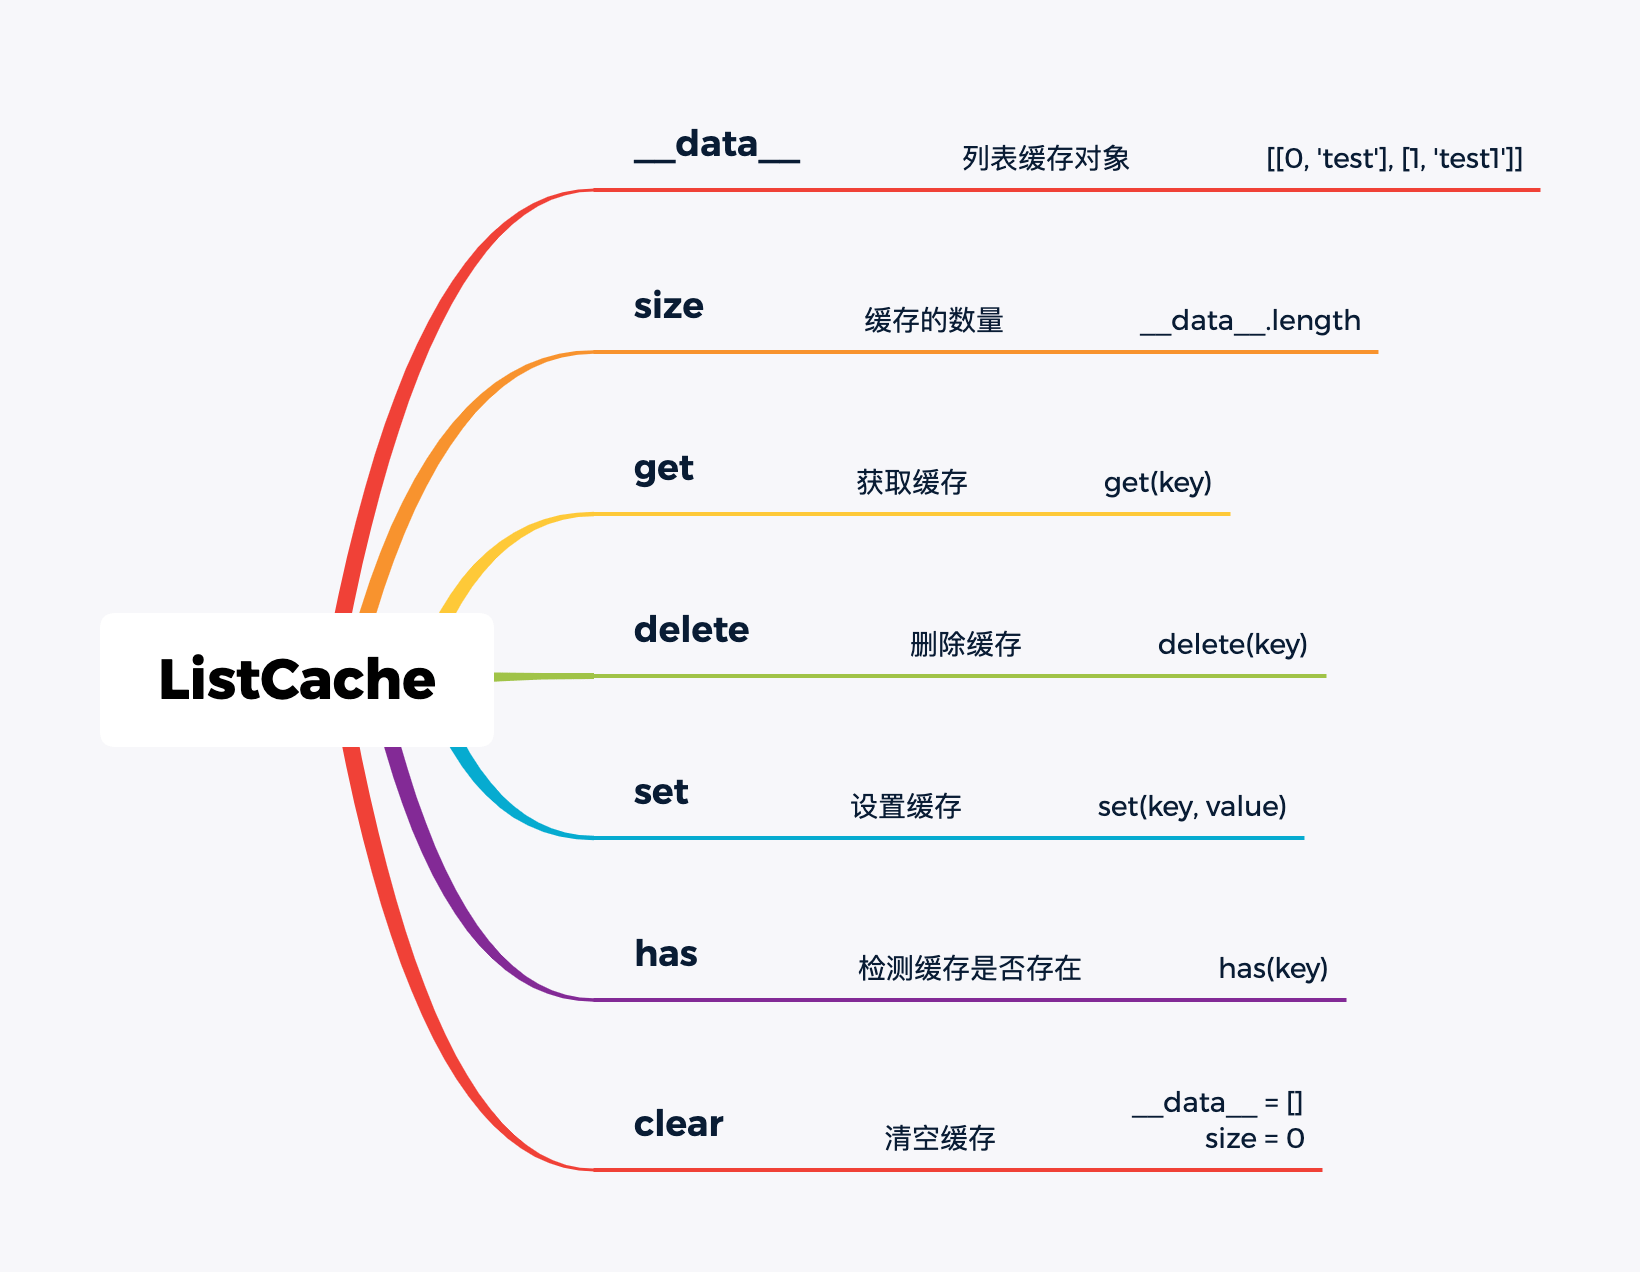 ListCache
__data__ 列表缓存对象 [[0, 'test'], [1, 'test1']]
size 缓存的数量 __data__.length
get 获取缓存 get(key)
delete 删除缓存 delete(key)
set 设置缓存 set(key, value)
has 检测缓存是否存在 has(key)
clear 清空缓存 __data__ = []
size = 0